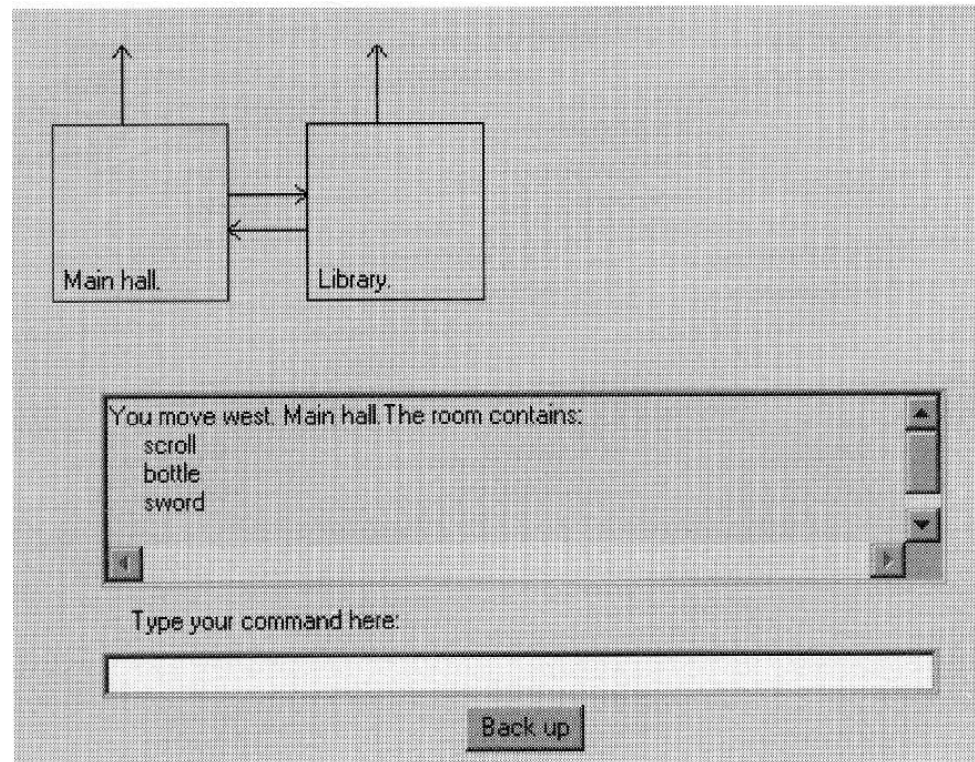 Main hall.
Library.
You move west. Main hall.The room contains:
scroll
bottle
sword
Type your command here:
Back up